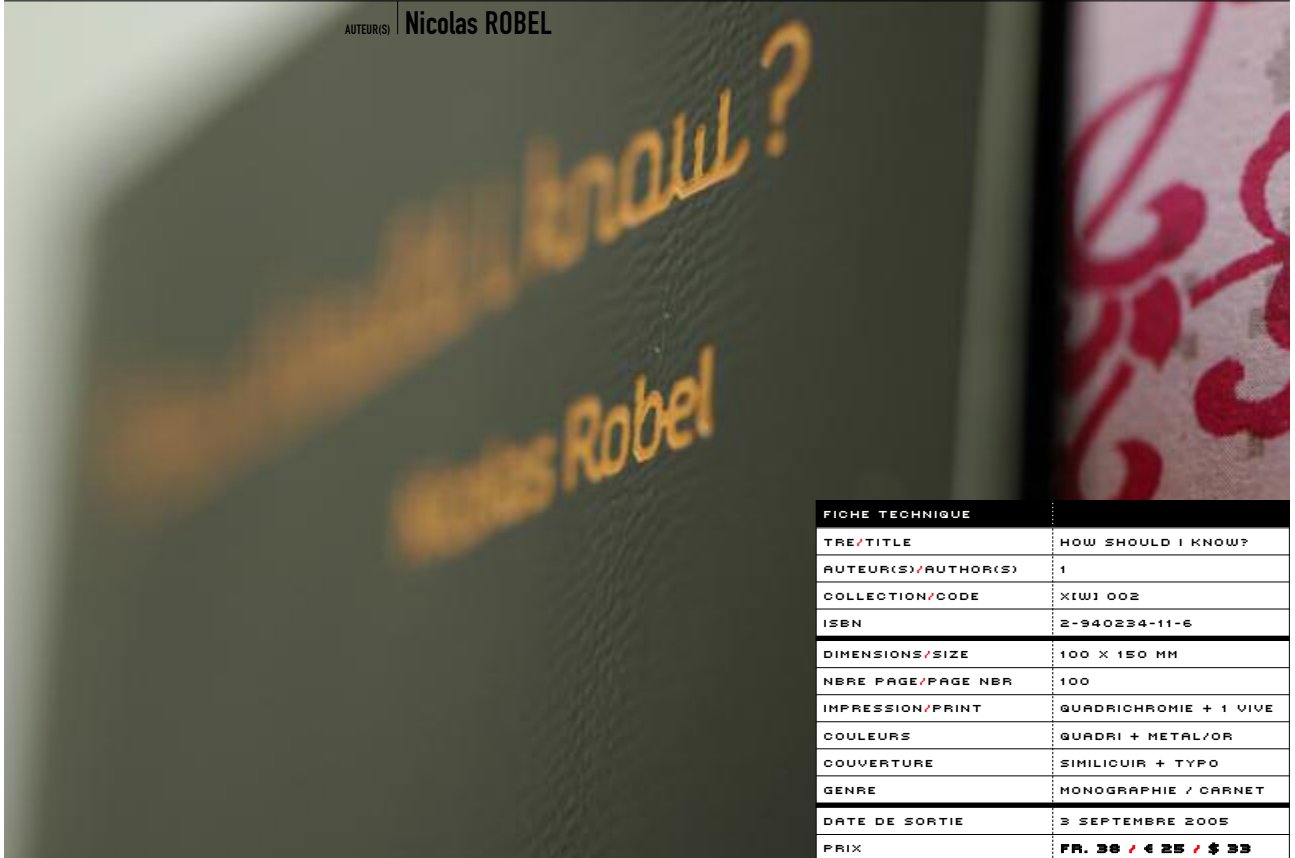 AUTEUR(S) Nicolas ROBEL
know ?
Robel
FICHE TECHNIQUE
TRE/TITLE HOW SHOULD I KNOW?
AUTEUR(S)/AUTHOR(S) 1
COLLECTION/CODE X[W] 002
ISBN 2-940234-11-6
DIMENSIONS/SIZE 100 X 150 MM
NBRE PAGE/PAGE NBR 100
IMPRESSION/PRINT QUADRICHROMIE + 1 VIVE
COULEURS QUADRI + METAL/OR
COUVERTURE SIMILICUIR + TYPO
GENRE MONOGRAPHIE / CARNET
DATE DE SORTIE 3 SEPTEMBRE 2005
PRIX FR. 38 / € 25 / $ 33